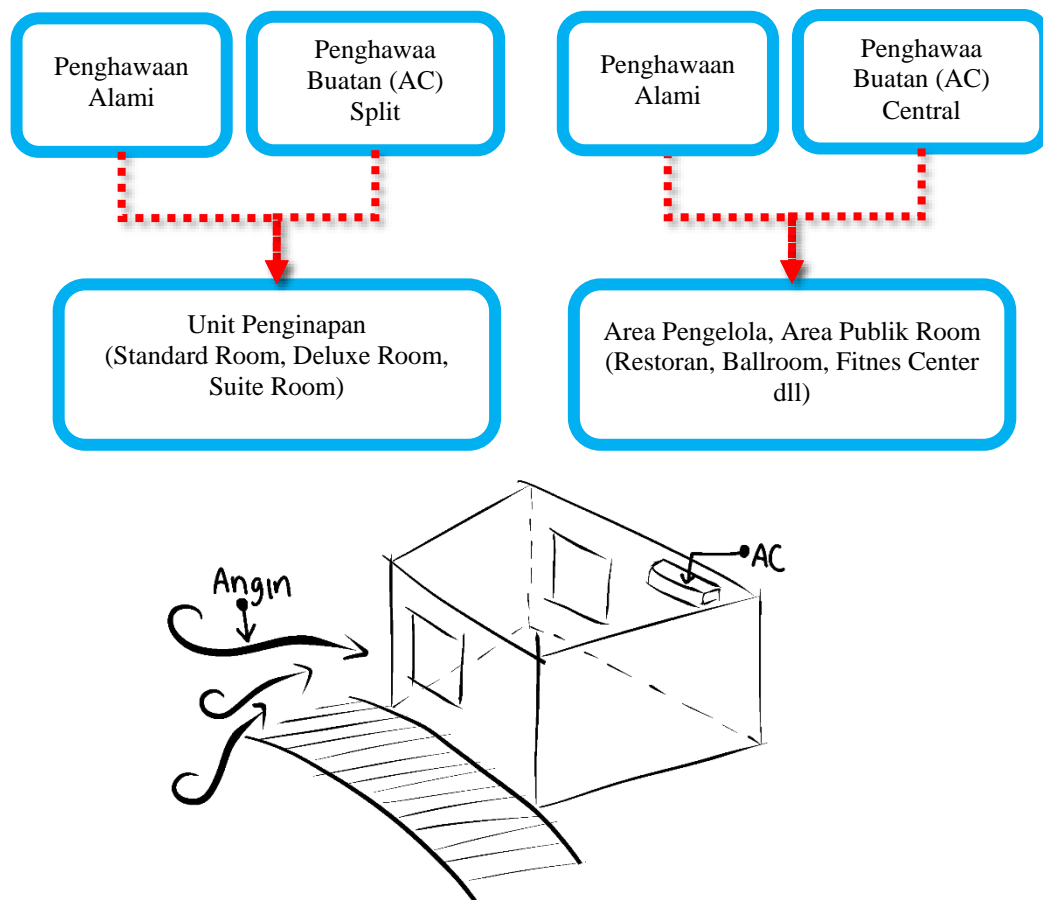 Penghawaan
Alami
Penghawaa
Buatan (AC)
Split
Penghawaan
Alami
Penghawaa
Buatan (AC)
Central
Unit Penginapan
(Standard Room, Deluxe Room,
Suite Room)
Area Pengelola, Area Publik Room
(Restoran, Ballroom, Fitnes Center
dll)
Angin
AC